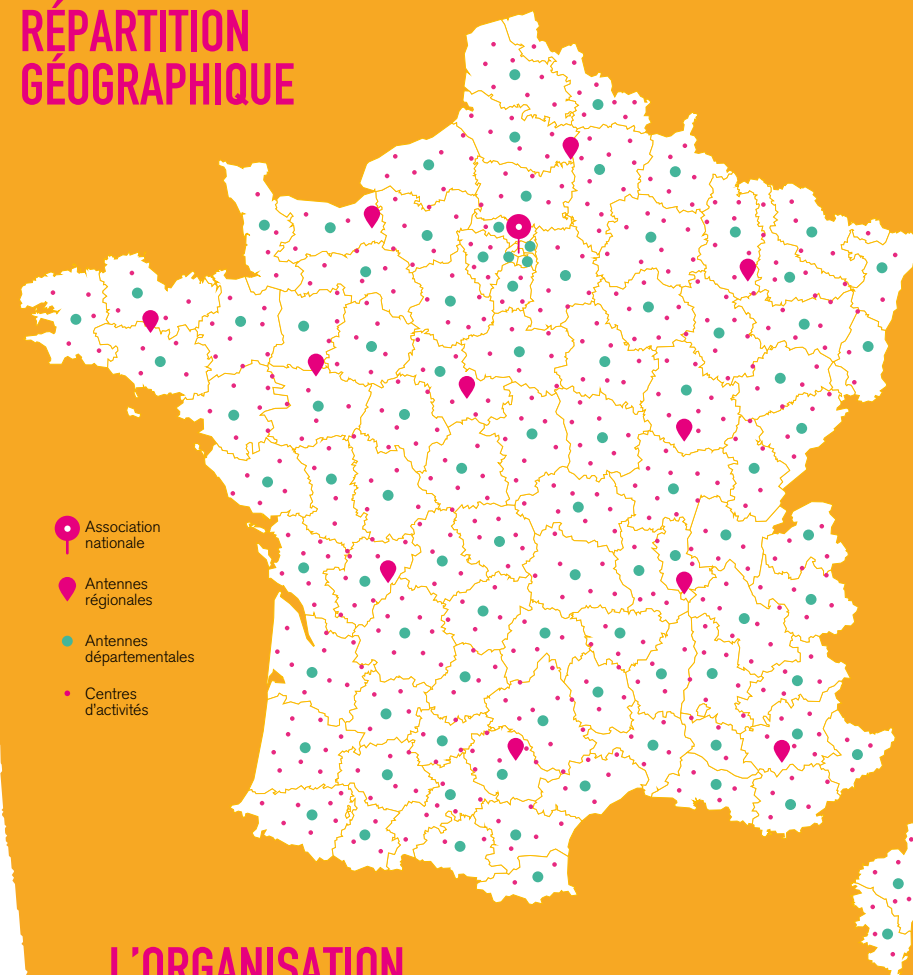 RÉPARTITION
GÉOGRAPHIQUE
Association
nationale
Antennes
régionales
Antennes
départementales
Centres
d'activités
L'ORGANISATION